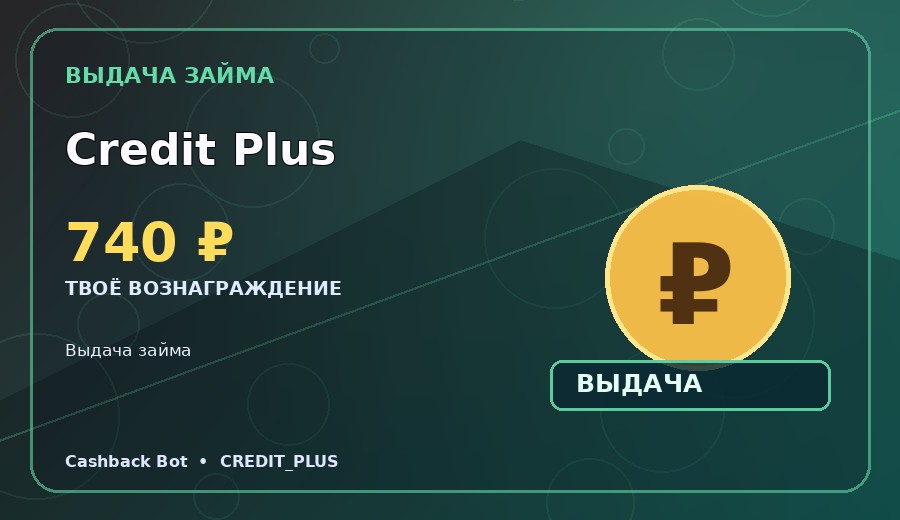 ВЫДАЧА ЗАЙМА
Credit Plus
740 ₽
ТВОЁ ВОЗНАГРАЖДЕНИЕ
Выдача займа
₽
ВЫДАЧА
Cashback Bot • CREDIT_PLUS